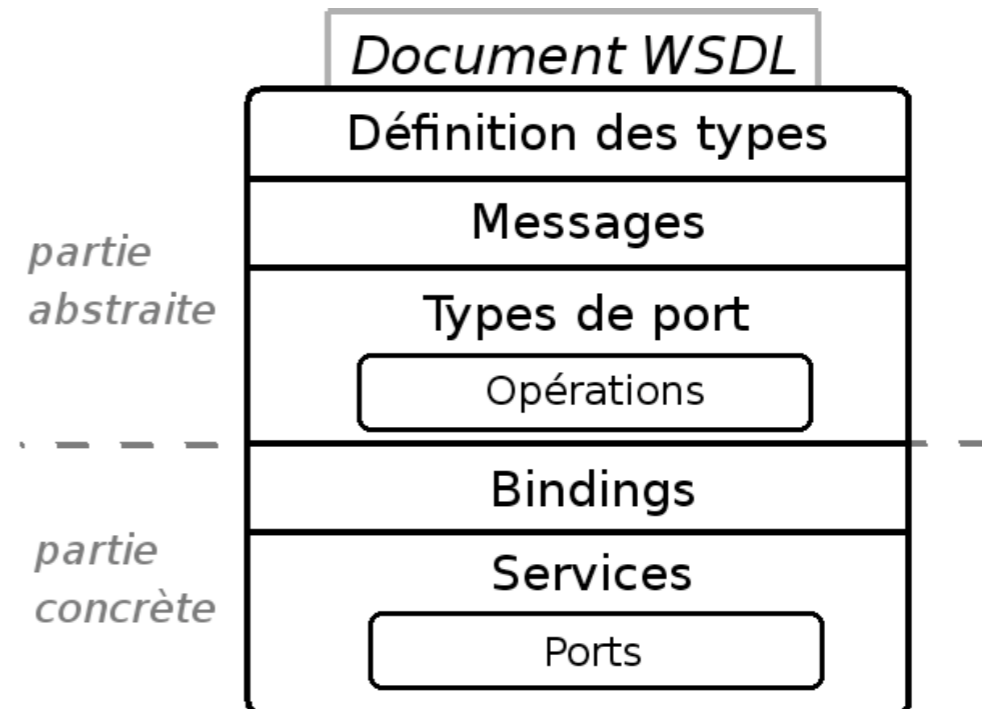 Document WSDL
Définition des types
Messages
partie
abstraite
Types de port
Opérations
Bindings
partie
concrète
Services
Ports